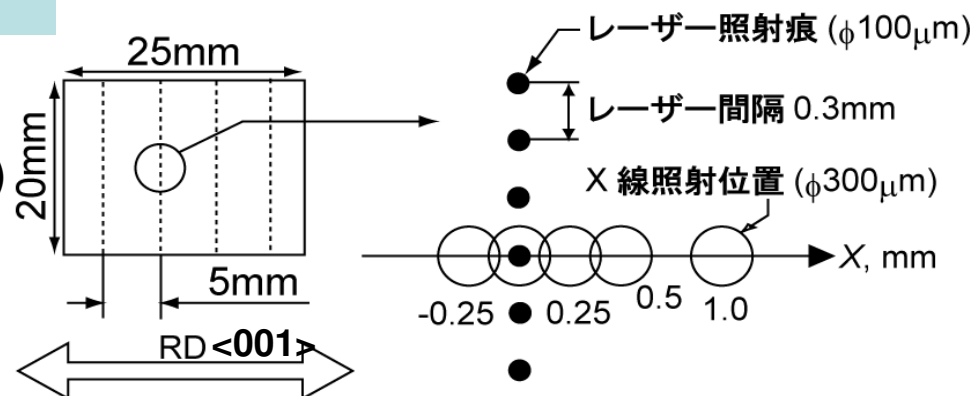 25mm
20mm
5mm
RD <001>
レーザー照射痕 (φ100μm)
レーザー間隔 0.3mm
X 線照射位置 (φ300μm)
X, mm
-0.25
0.25
0.5
1.0
)